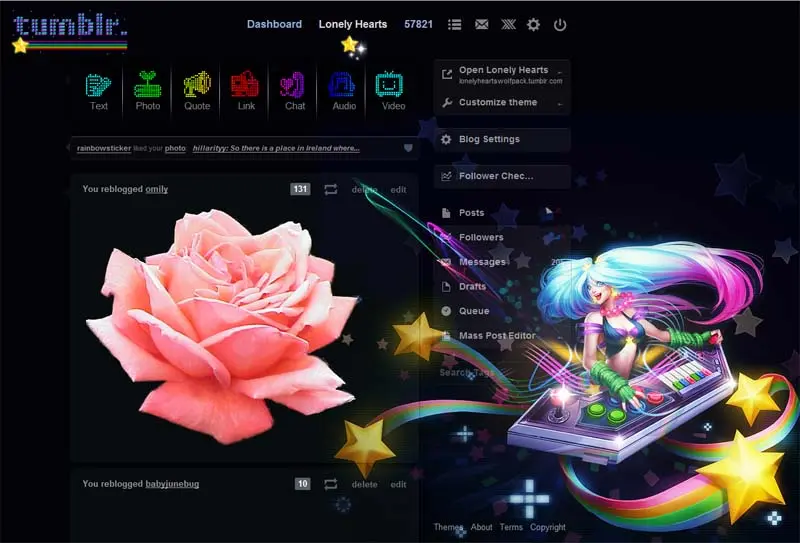 tumblr.
Dashboard Lonely Hearts 57821
Text Photo Quote Link Chat Audio Video
Open Lonely Hearts
lonelyheartswolfpack.tumblr.com
Customize theme
Blog Settings
rainbowsticker liked your photo: hillarityy: So there is a place in Ireland where...
Follower Chec...
You reblogged omily 131 delete edit
Posts
Followers
Messages
Drafts
Queue
Mass Post Editor
Search Tags
You reblogged babyjunebug 10 delete edit
Themes About Terms Copyright